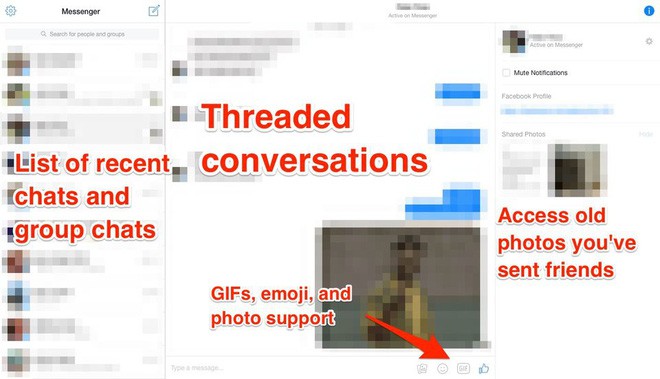 Messenger
Search for people and groups
List of recent
chats and
group chats
Active on Messenger
Threaded
conversations
GIFs, emoji, and
photo support
Type a message...
GIF
Active on Messenger
Mute Notifications
Facebook Profile
Shared Photos
Access old
photos you've
sent friends